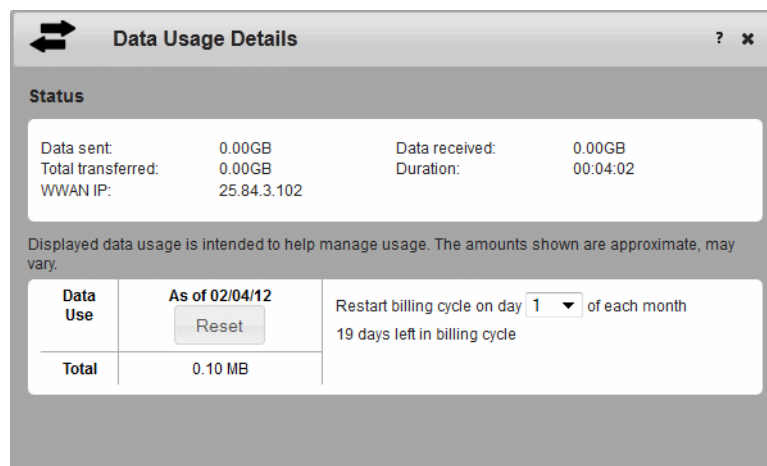 Data Usage Details ?
Status
Data sent: 0.00GB Data received: 0.00GB
Total transferred: 0.00GB Duration: 00:04:02
WWAN IP: 25.84.3.102
Displayed data usage is intended to help manage usage. The amounts shown are approximate, may
vary.
Data Use
As of 02/04/12
Reset
Restart billing cycle on day 1 of each month
19 days left in billing cycle
Total 0.10 MB